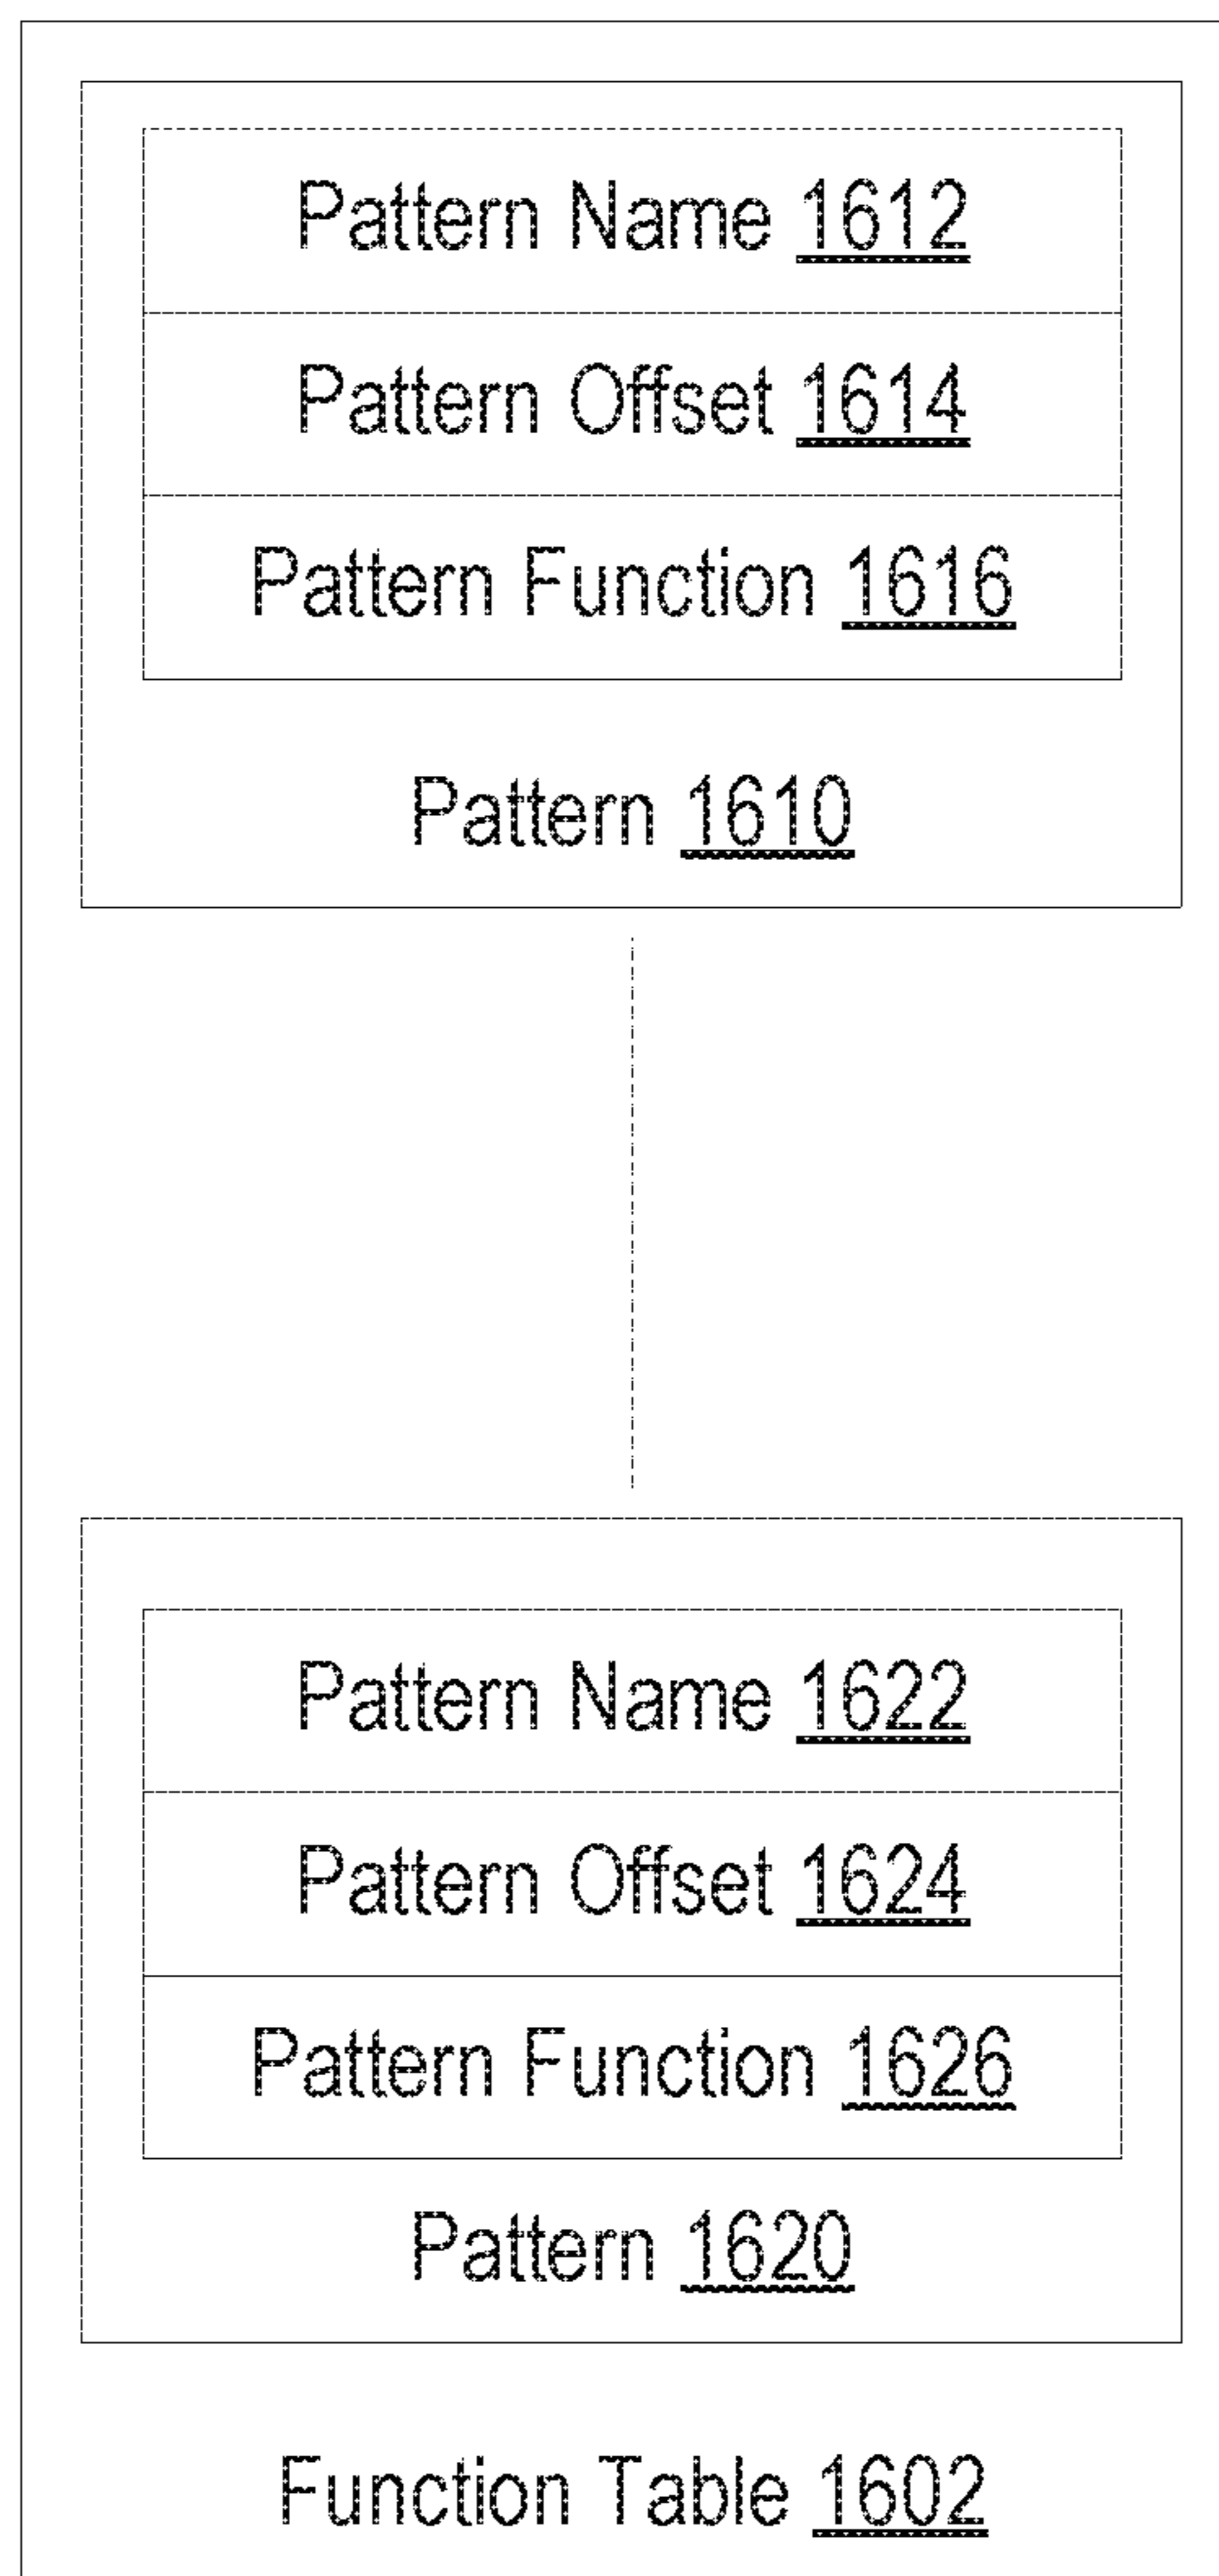 Pattern Name 1612
Pattern Offset 1614
Pattern Function 1616
Pattern 1610
Pattern Name 1622
Pattern Offset 1624
Pattern Function 1626
Pattern 1620
Function Table 1602